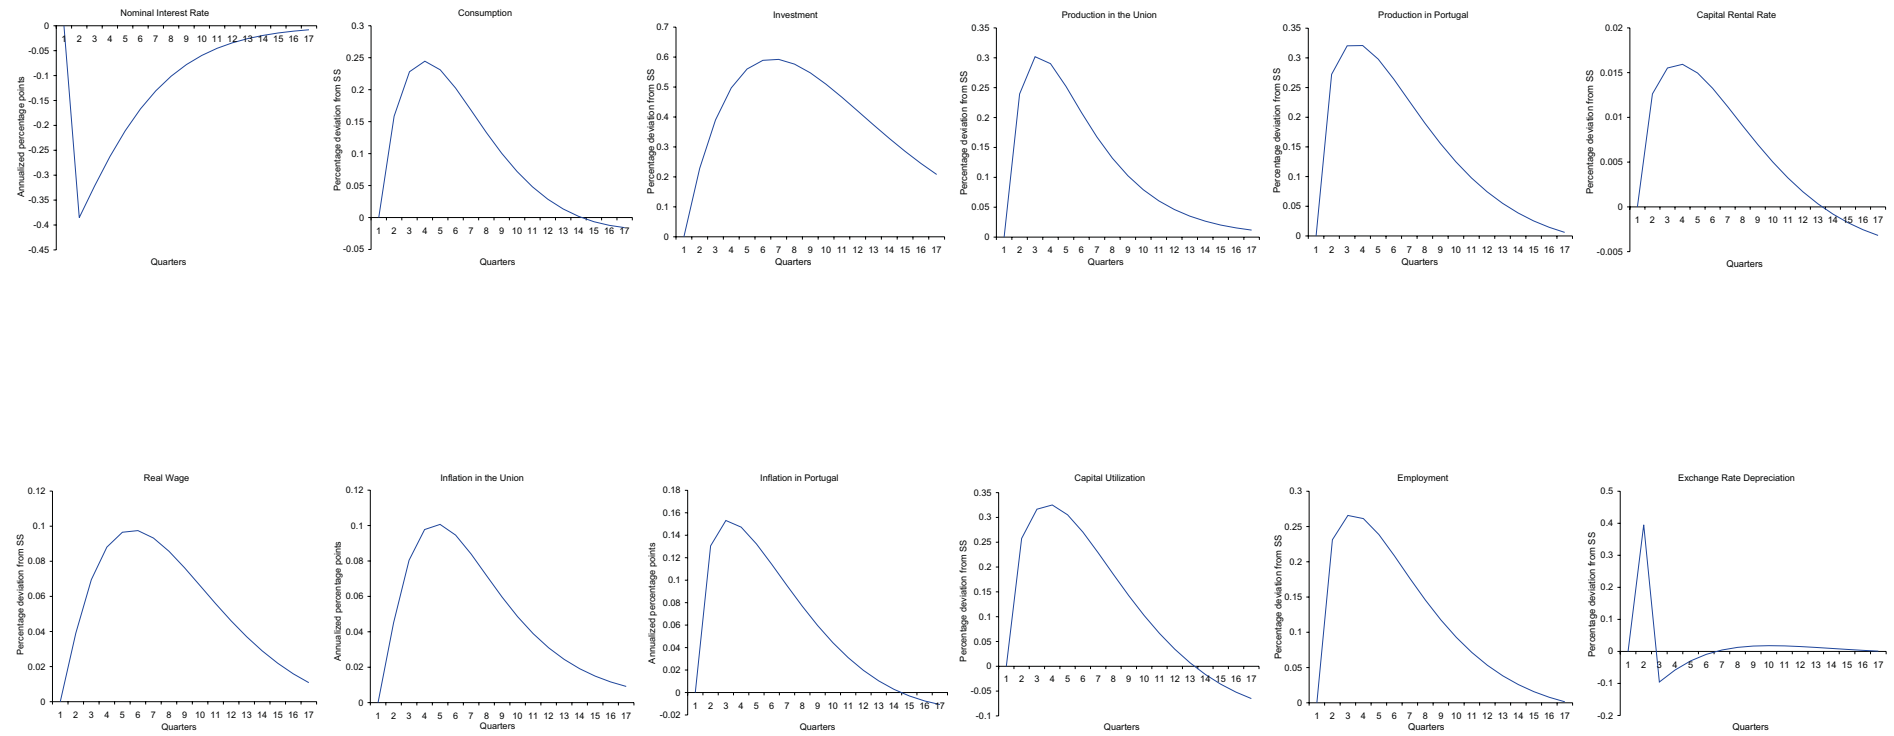 Nominal Interest Rate
Annualized percentage points
0
-0.05
-0.1
-0.15
-0.2
-0.25
-0.3
-0.35
-0.4
-0.45
1 2 3 4 5 6 7 8 9 10 11 12 13 14 15 16 17
Quarters
Consumption
Percentage deviation from SS
0.3
0.25
0.2
0.15
0.1
0.05
0
-0.05
1 2 3 4 5 6 7 8 9 10 11 12 13 14 15 16 17
Quarters
Investment
Percentage deviation from SS
0.7
0.6
0.5
0.4
0.3
0.2
0.1
0
1 2 3 4 5 6 7 8 9 10 11 12 13 14 15 16 17
Quarters
Production in the Union
Percentage deviation from SS
0.35
0.3
0.25
0.2
0.15
0.1
0.05
0
1 2 3 4 5 6 7 8 9 10 11 12 13 14 15 16 17
Quarters
Production in Portugal
Percentage deviation from SS
0.35
0.3
0.25
0.2
0.15
0.1
0.05
0
1 2 3 4 5 6 7 8 9 10 11 12 13 14 15 16 17
Quarters
Capital Rental Rate
Percentage deviation from SS
0.02
0.015
0.01
0.005
0
-0.005
1 2 3 4 5 6 7 8 9 10 11 12 13 14 15 16 17
Quarters
Real Wage
Percentage deviation from SS
0.12
0.1
0.08
0.06
0.04
0.02
0
1 2 3 4 5 6 7 8 9 10 11 12 13 14 15 16 17
Quarters
Inflation in the Union
Annualized percentage points
0.12
0.1
0.08
0.06
0.04
0.02
0
1 2 3 4 5 6 7 8 9 10 11 12 13 14 15 16 17
Quarters
Inflation in Portugal
Annualized percentage points
0.18
0.16
0.14
0.12
0.1
0.08
0.06
0.04
0.02
0
-0.02
1 2 3 4 5 6 7 8 9 10 11 12 13 14 15 16 17
Quarters
Capital Utilization
Percentage deviation from SS
0.35
0.3
0.25
0.2
0.15
0.1
0.05
0
-0.05
-0.1
1 2 3 4 5 6 7 8 9 10 11 12 13 14 15 16 17
Quarters
Employment
Percentage deviation from SS
0.3
0.25
0.2
0.15
0.1
0.05
0
1 2 3 4 5 6 7 8 9 10 11 12 13 14 15 16 17
Quarters
Exchange Rate Depreciation
Percentage deviation from SS
0.5
0.4
0.3
0.2
0.1
0
-0.1
-0.2
1 2 3 4 5 6 7 8 9 10 11 12 13 14 15 16 17
Quarters